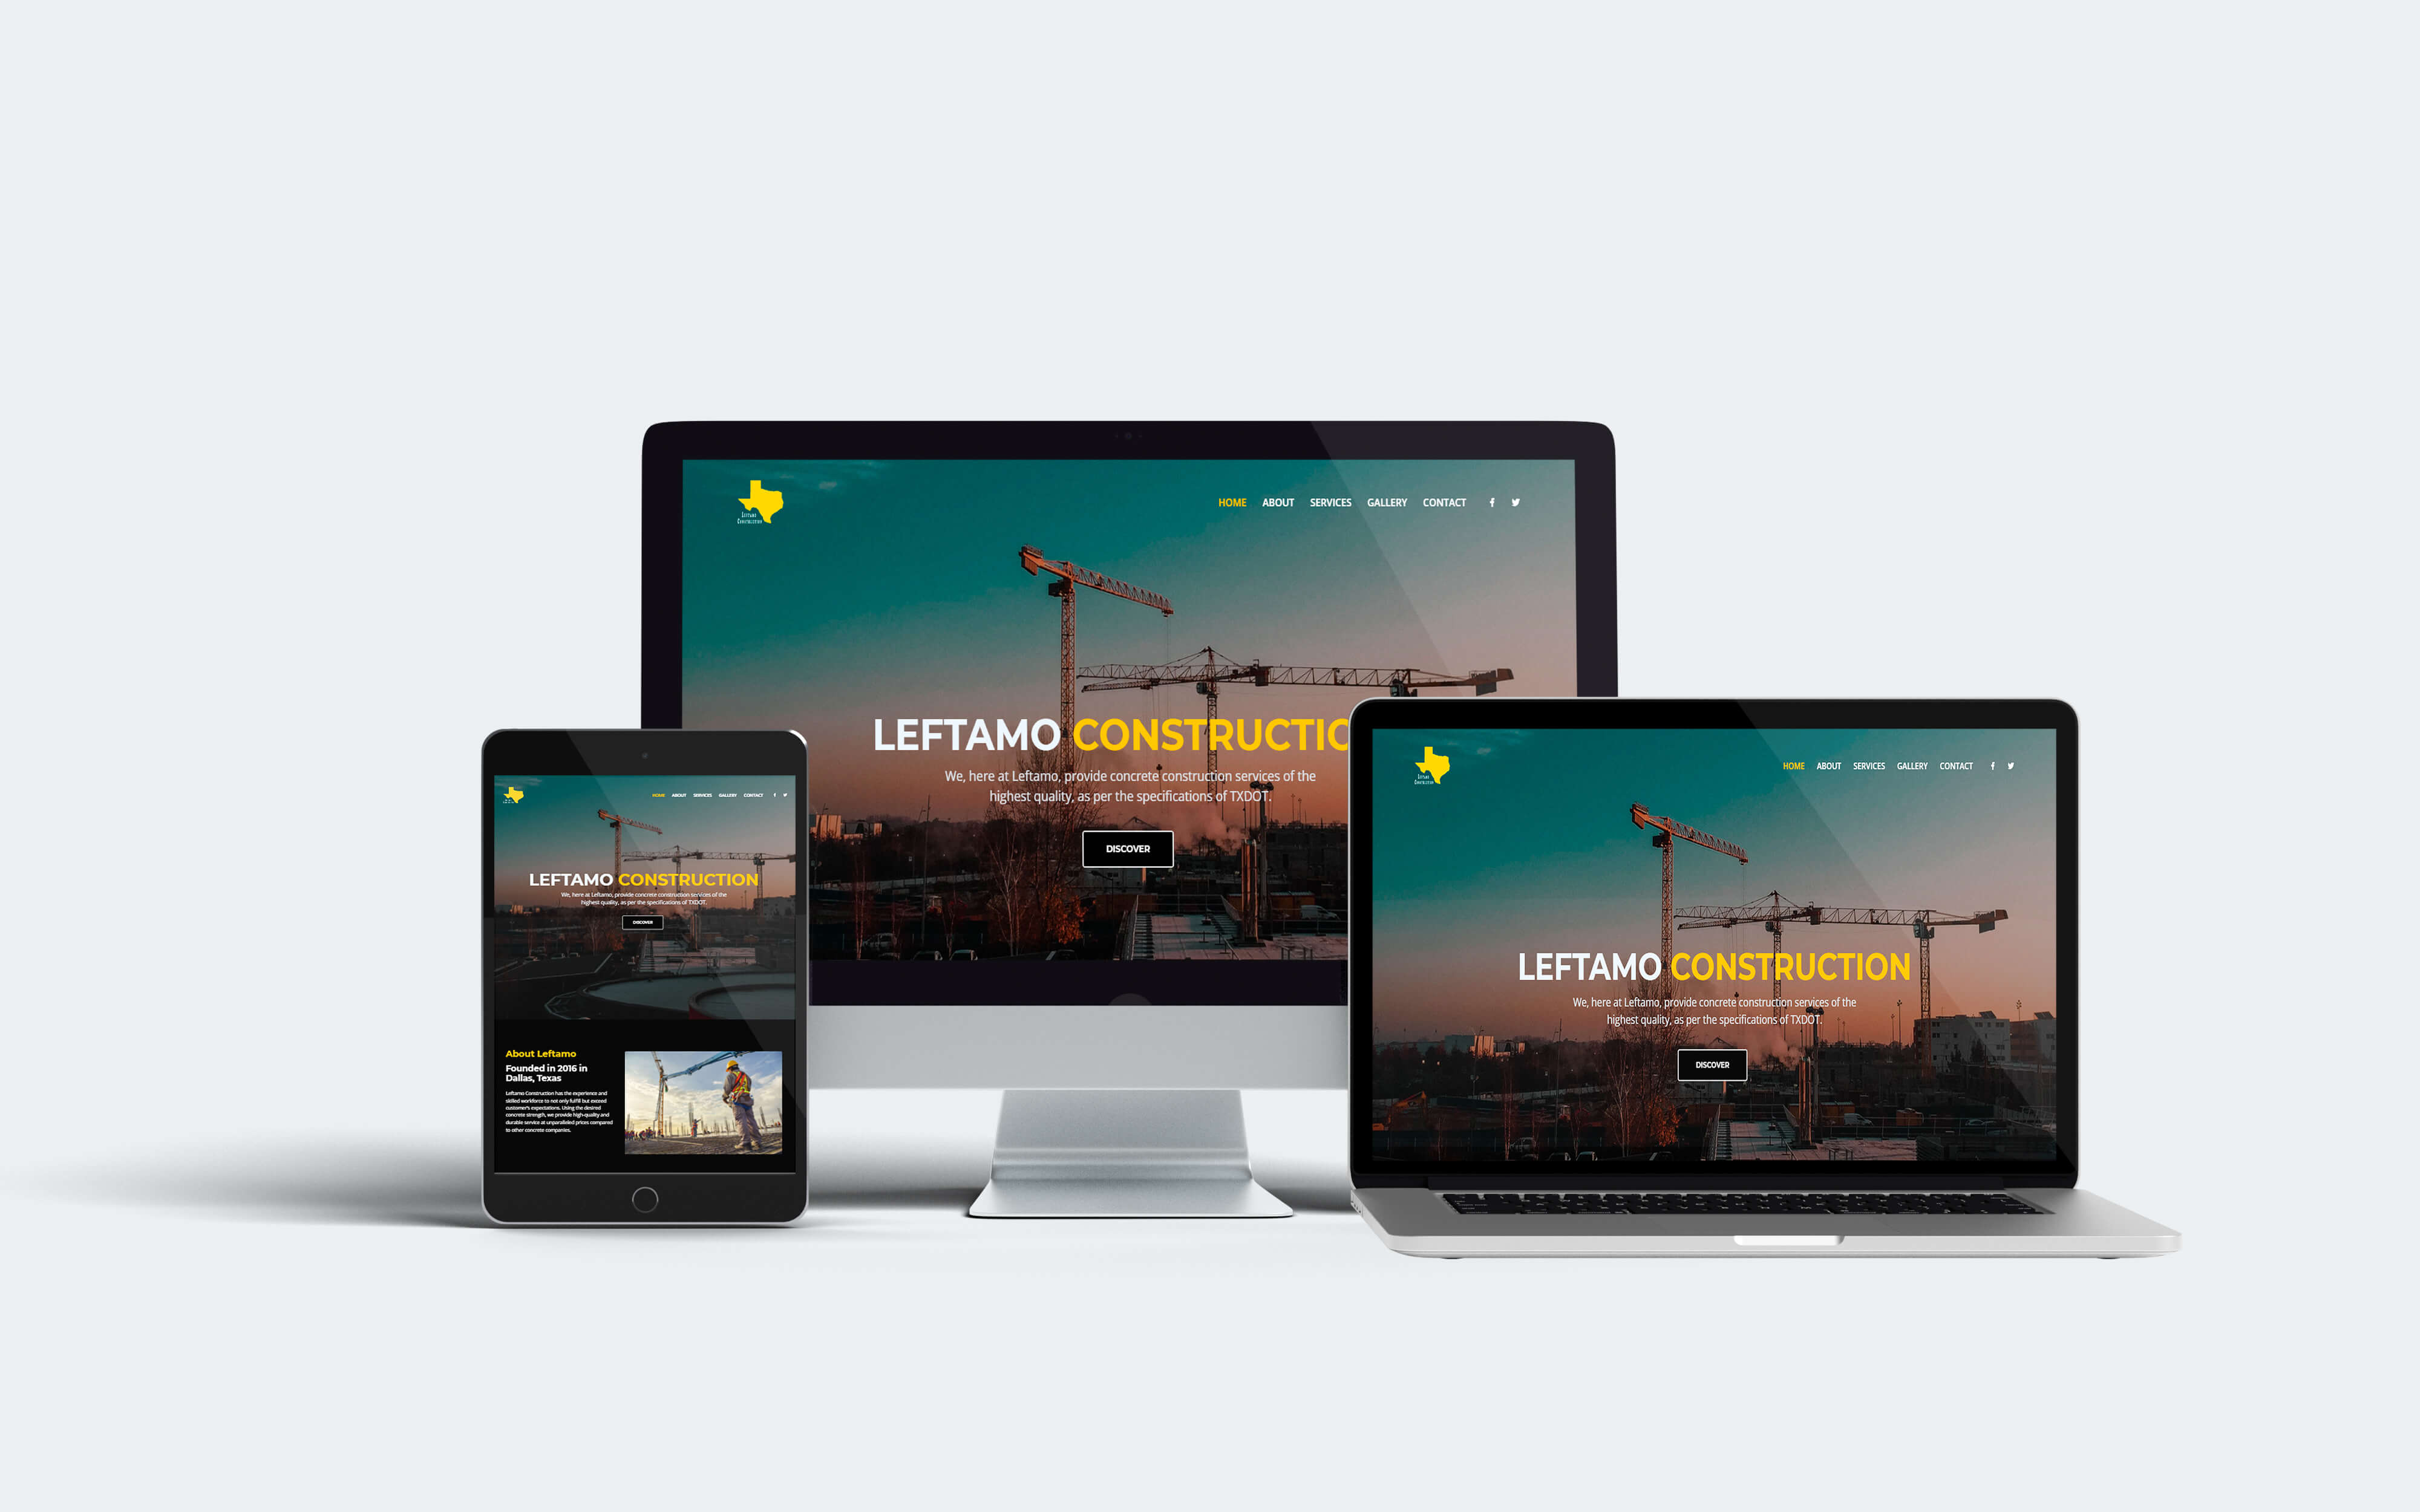 LEFTAMO
CONSTRUCTION
HOME ABOUT SERVICES GALLERY CONTACT
LEFTAMO CONSTRUCTIO
We, here at Leftamo, provide concrete construction services of the
highest quality, as per the specifications of TXDOT.
DISCOVER
HOME ABOUT SERVICES GALLERY CONTACT
LEFTAMO CONSTRUCTION
We, here at Leftamo, provide concrete construction services of the
highest quality, as per the specifications of TXDOT.
DISCOVER
About Leftamo
Founded in 2016 in
Dallas, Texas
Leftamo Construction has the experience and
skilled workforce to not only fulfill but exceed
customer's expectations. Using the desired
concrete strength, we provide high-quality and
durable service at unparalleled prices compared
to other concrete companies.
LEFTAMO
CONSTRUCTION
HOME ABOUT SERVICES GALLERY CONTACT
LEFTAMO CONSTRUCTION
We, here at Leftamo, provide concrete construction services of the
highest quality, as per the specifications of TXDOT.
DISCOVER